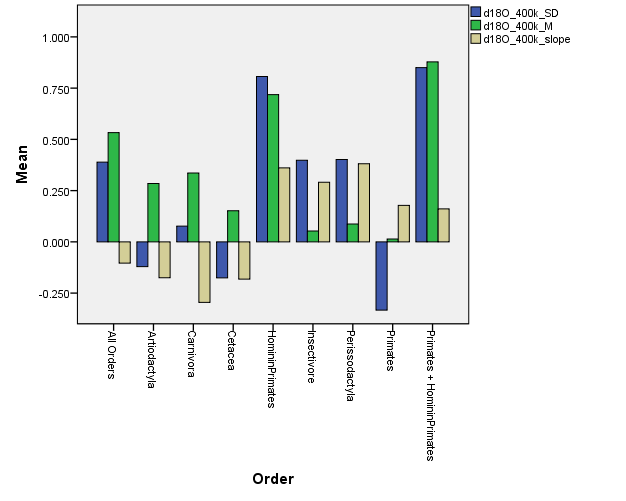 d18O_400k_SD
d18O_400k_M
d18O_400k_slope
1.000
0.750
0.500
0.250
0.000
-0.250
Mean
All Orders
Artiodactyla
Carnivora
Cetacea
HomininPrimates
Insectivore
Perissodactyla
Primates
Primates + HomininPrimates
Order